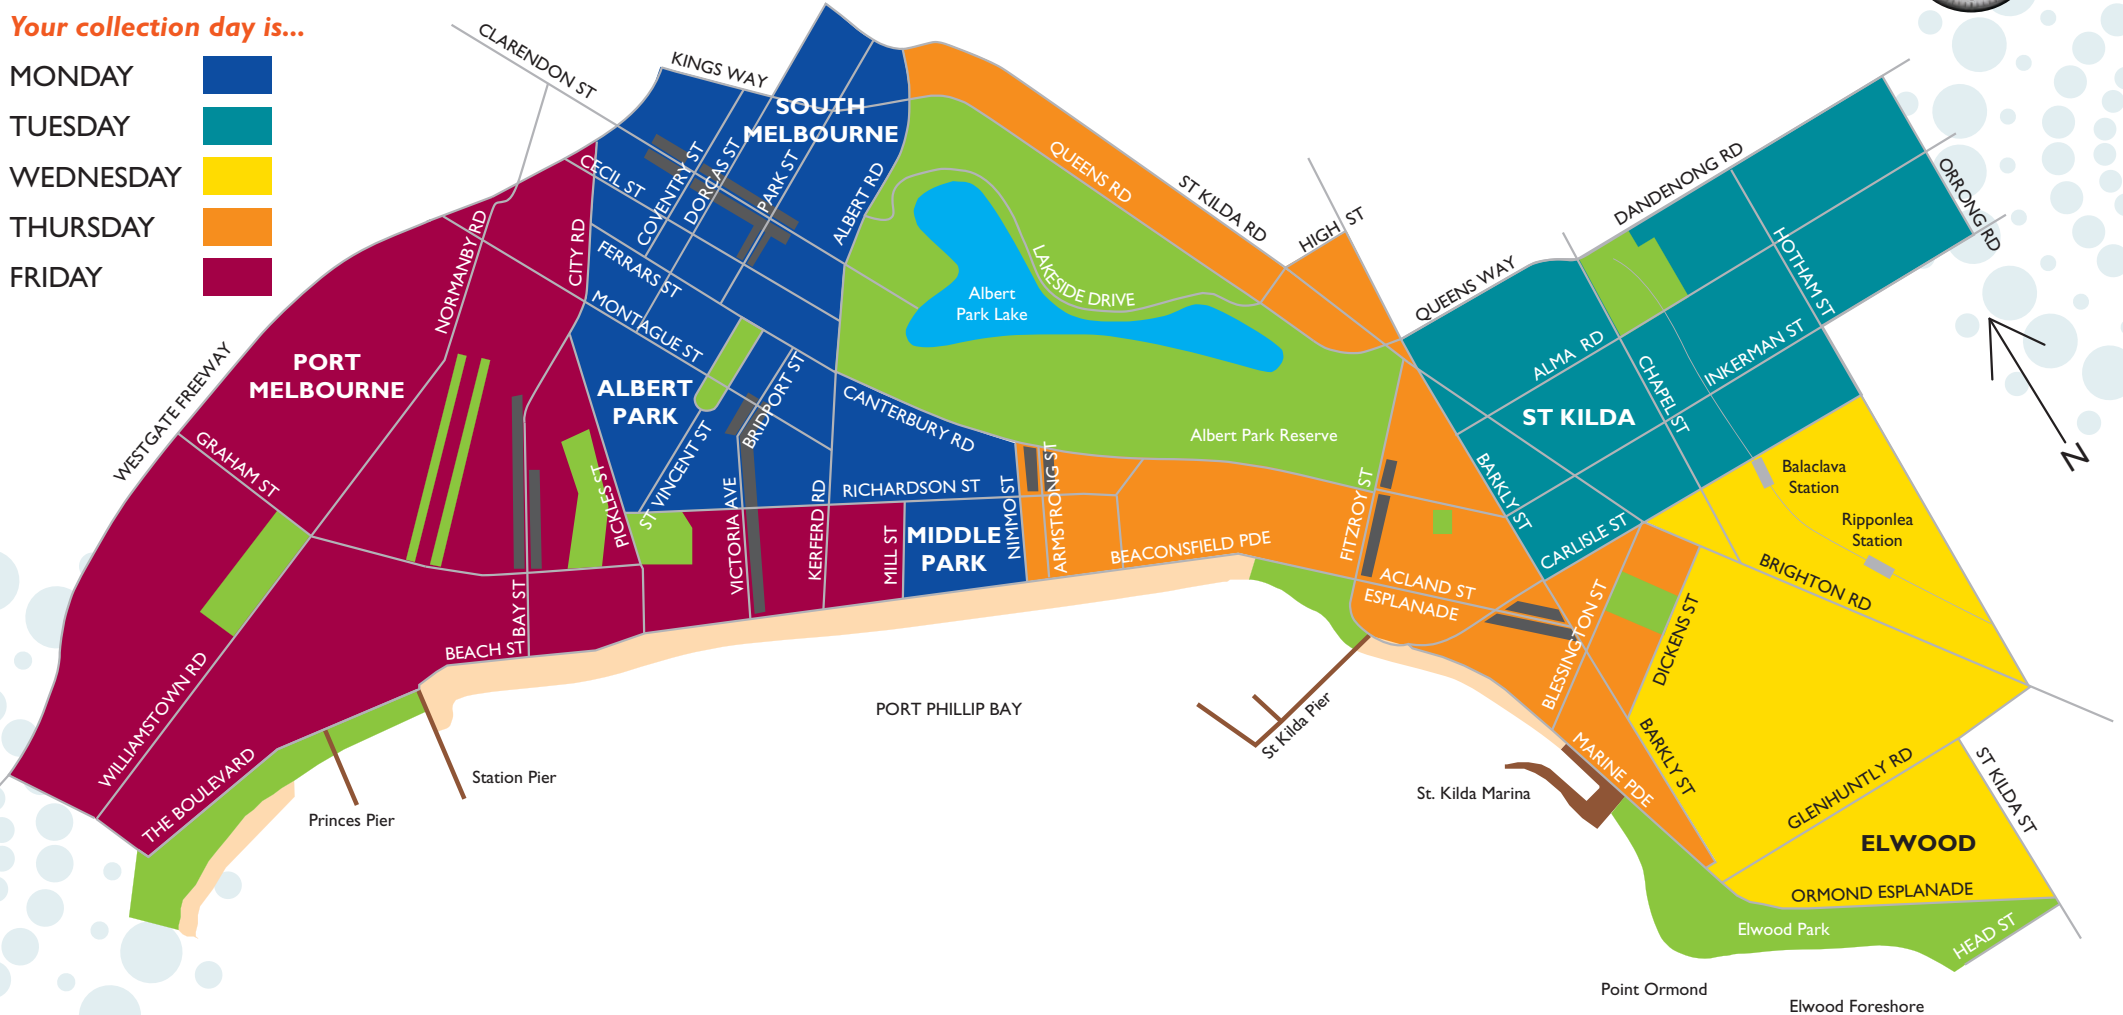 Your collection day is...
MONDAY
TUESDAY
WEDNESDAY
THURSDAY
FRIDAY
CLARENDON ST
KINGS WAY
SOUTH
MELBOURNE
CECIL ST
COVENTRY ST
DORCAS ST
PARK ST
ALBERT RD
CITY RD
FERRARS ST
MONTAGUE ST
NORMANBY RD
PORT
MELBOURNE
WESTGATE FREEWAY
GRAHAM ST
ALBERT
PARK
BRIDPORT ST
ST VINCENT ST
PICKLES ST
VICTORIA AVE
KERFERD RD
CANTERBURY RD
RICHARDSON ST
MILL ST
MIDDLE
PARK
NIMMO ST
ARMSTRONG ST
BEACONSFIELD PDE
BAY ST
BEACH ST
WILLIAMSTOWN RD
THE BOULEVARD
Princes Pier
Station Pier
PORT PHILLIP BAY
QUEENS RD
ST KILDA RD
HIGH ST
LAKESIDE DRIVE
Albert
Park Lake
Albert Park Reserve
QUEENS WAY
DANDENONG RD
ORRONG RD
HOTHAM ST
ALMA RD
INKERMAN ST
CHAPEL ST
ST KILDA
BARKLY ST
CARLISLE ST
FITZROY ST
ACLAND ST
ESPLANADE
BLESSINGTON ST
DICKENS ST
Balaclava
Station
Ripponlea
Station
BRIGHTON RD
St Kilda Pier
St. Kilda Marina
MARINE PDE
BARKLY ST
GLENHUNTLY RD
ST KILDA ST
ELWOOD
ORMOND ESPLANADE
Elwood Park
HEAD ST
Point Ormond
Elwood Foreshore
N